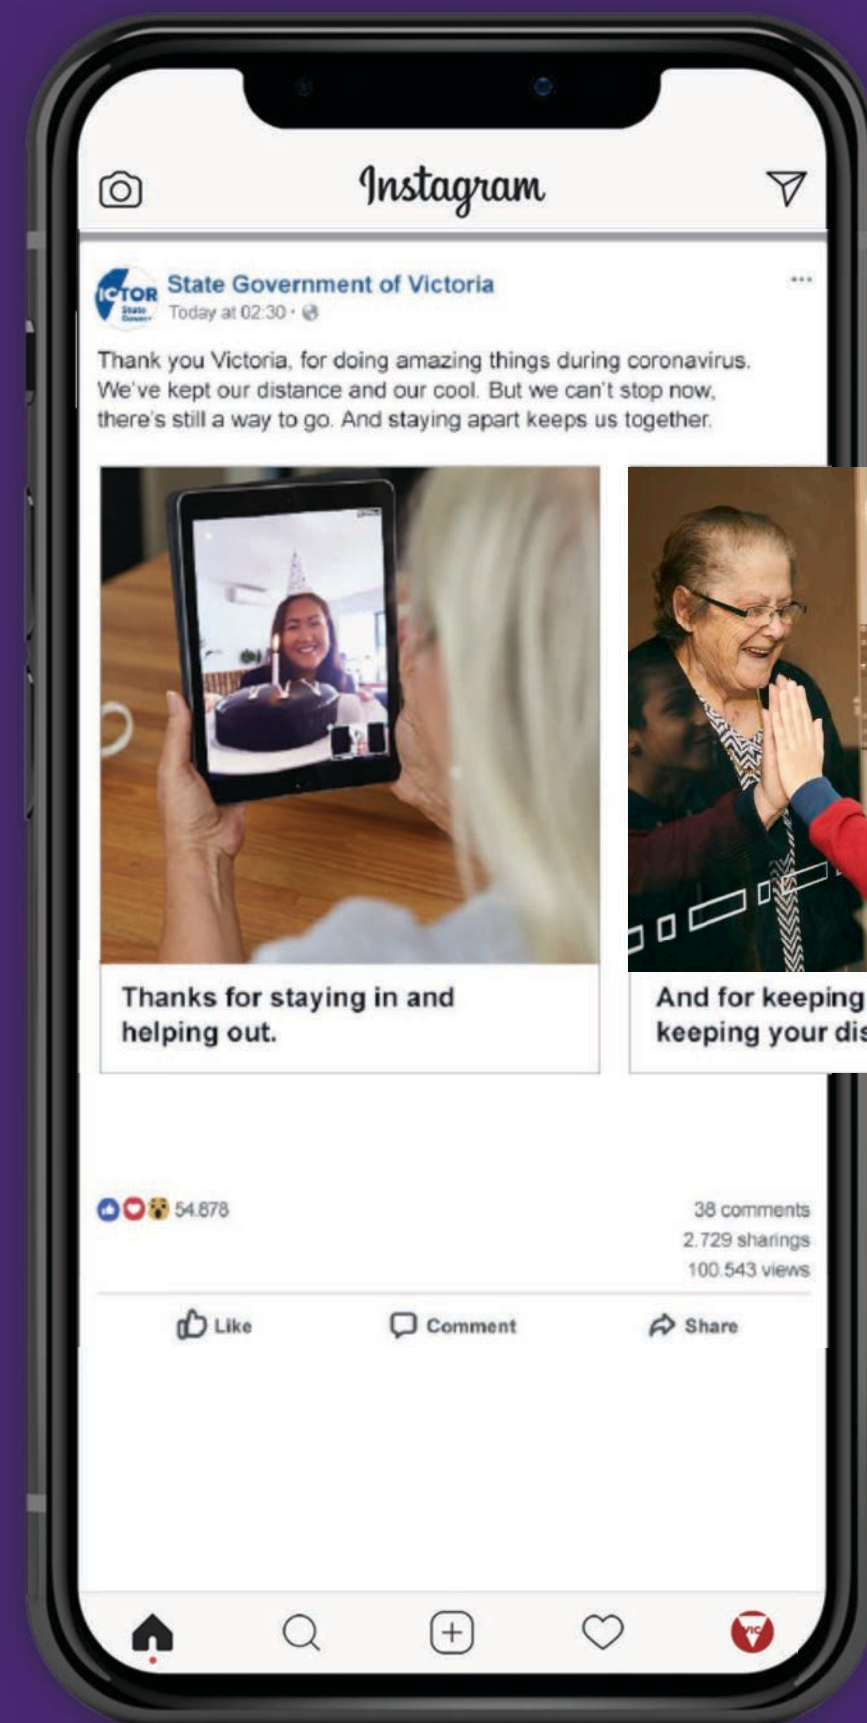 Instagram
ICTOR
State
State Government of Victoria
Today at 02:30 ·
Thank you Victoria, for doing amazing things during coronavirus.
We've kept our distance and our cool. But we can't stop now,
there's still a way to go. And staying apart keeps us together.
Thanks for staying in and
helping out.
And for keeping
keeping your dis
54.878
38 comments
2.729 sharings
100.543 views
Like
Comment
Share
VIC